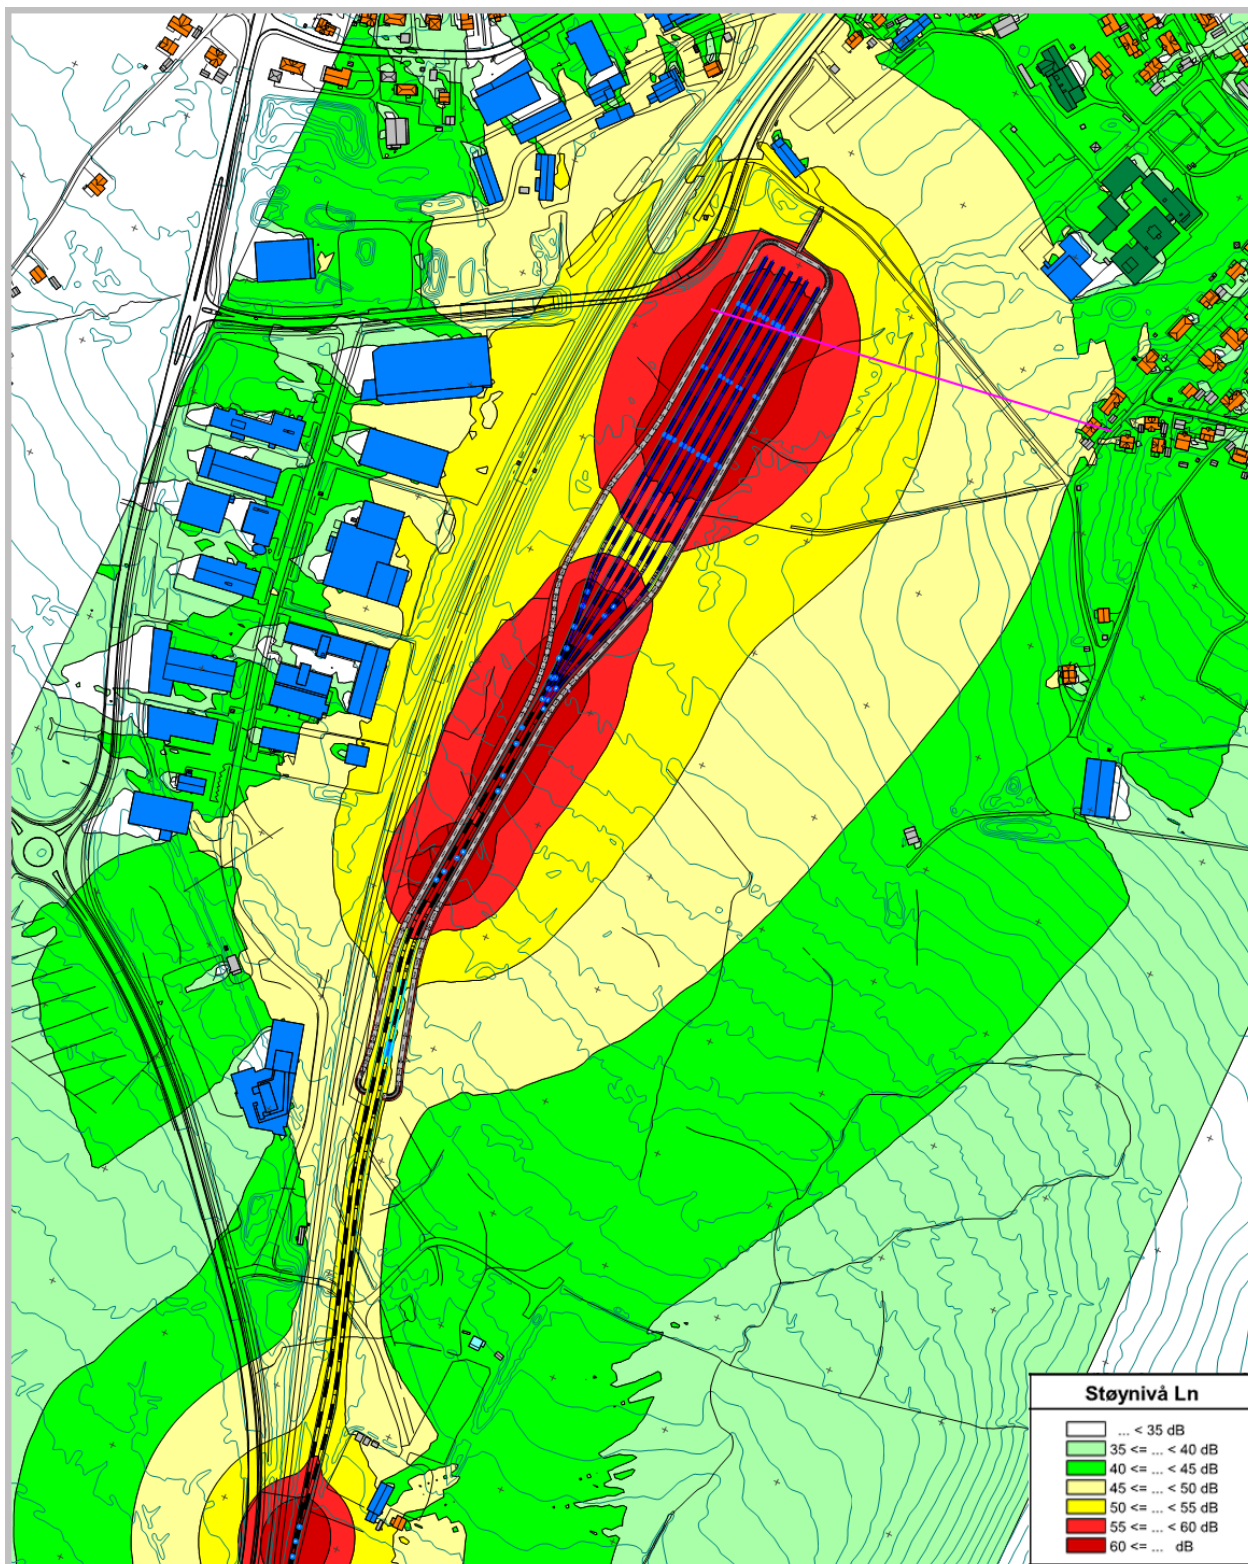 Støynivå Ln
... < 35 dB
35 <= ... < 40 dB
40 <= ... < 45 dB
45 <= ... < 50 dB
50 <= ... < 55 dB
55 <= ... < 60 dB
60 <= ... dB